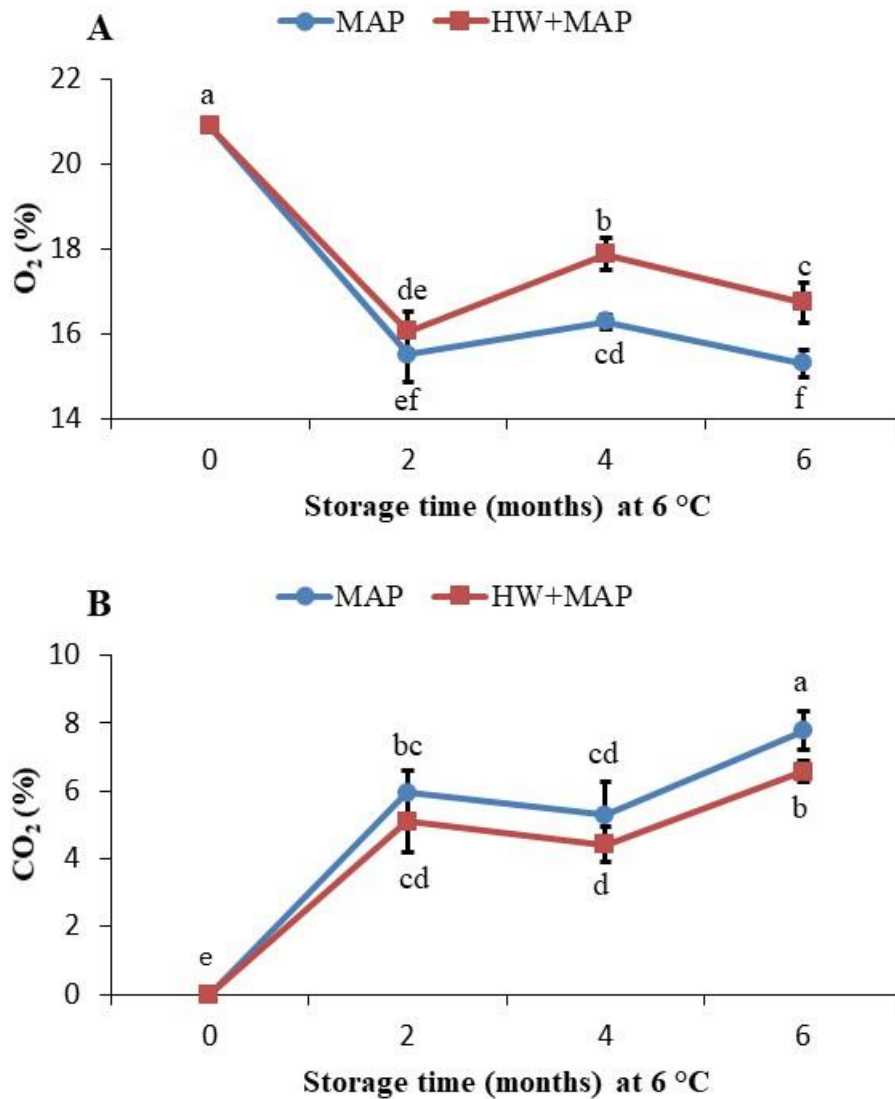 A
MAP HW+MAP
22
20
18
16
14
O₂ (%)
a
de
ef
b
cd
c
f
0 2 4 6
Storage time (months) at 6 °C
B
MAP HW+MAP
10
8
6
4
2
0
CO₂ (%)
e
bc
cd
cd
d
a
b
0 2 4 6
Storage time (months) at 6 °C